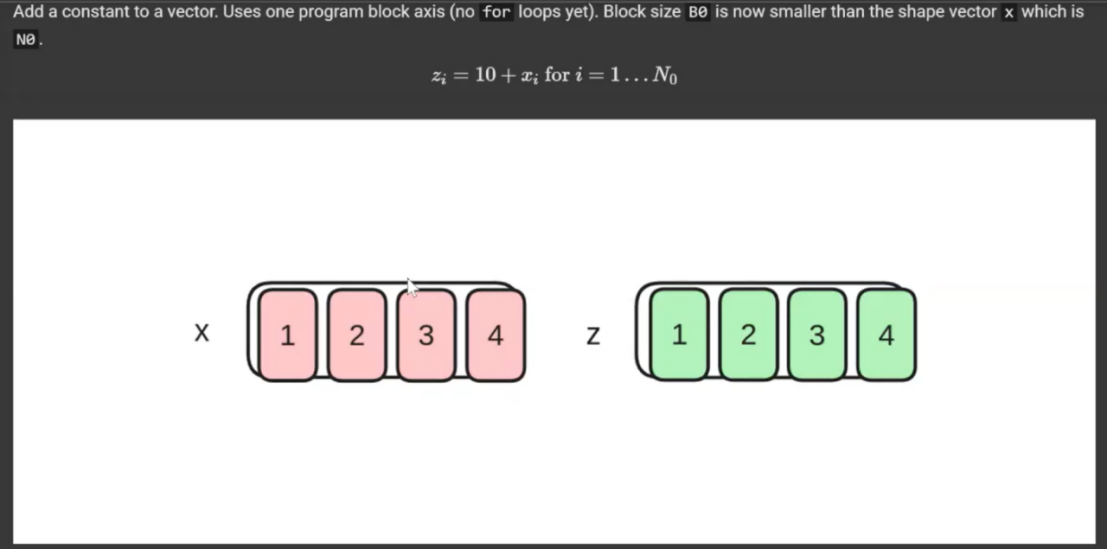 Add a constant to a vector. Uses one program block axis (no for loops yet). Block size B0 is now smaller than the shape vector x which is
N0 .
z_i = 10 + x_i for i = 1 … N_0
X 1 2 3 4 Z 1 2 3 4